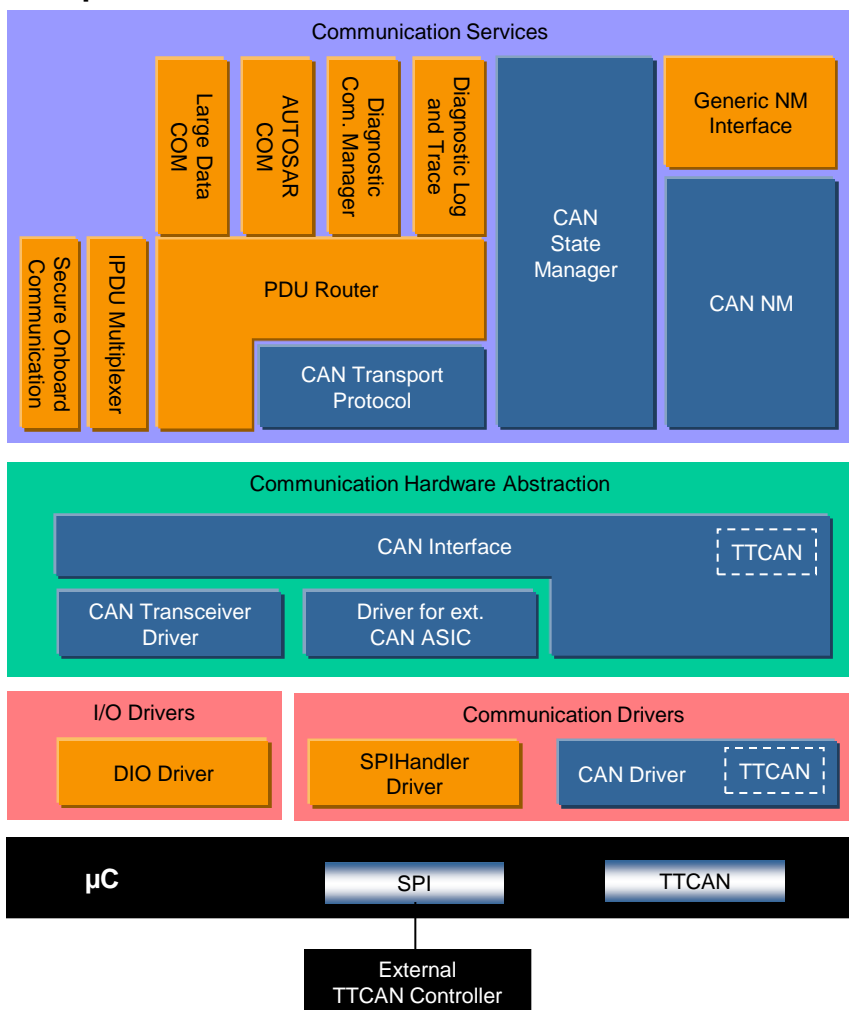 Communication Services
Large Data
COM
AUTOSAR
COM
Diagnostic
Com. Manager
Diagnostic Log
and Trace
CAN
State
Manager
Generic NM
Interface
Secure Onboard
Communication
IPDU Multiplexer
PDU Router
CAN NM
CAN Transport
Protocol
Communication Hardware Abstraction
CAN Interface
TTCAN
CAN Transceiver
Driver
Driver for ext.
CAN ASIC
I/O Drivers
Communication Drivers
DIO Driver
SPIHandler
Driver
CAN Driver
TTCAN
µC
SPI
TTCAN
External
TTCAN Controller